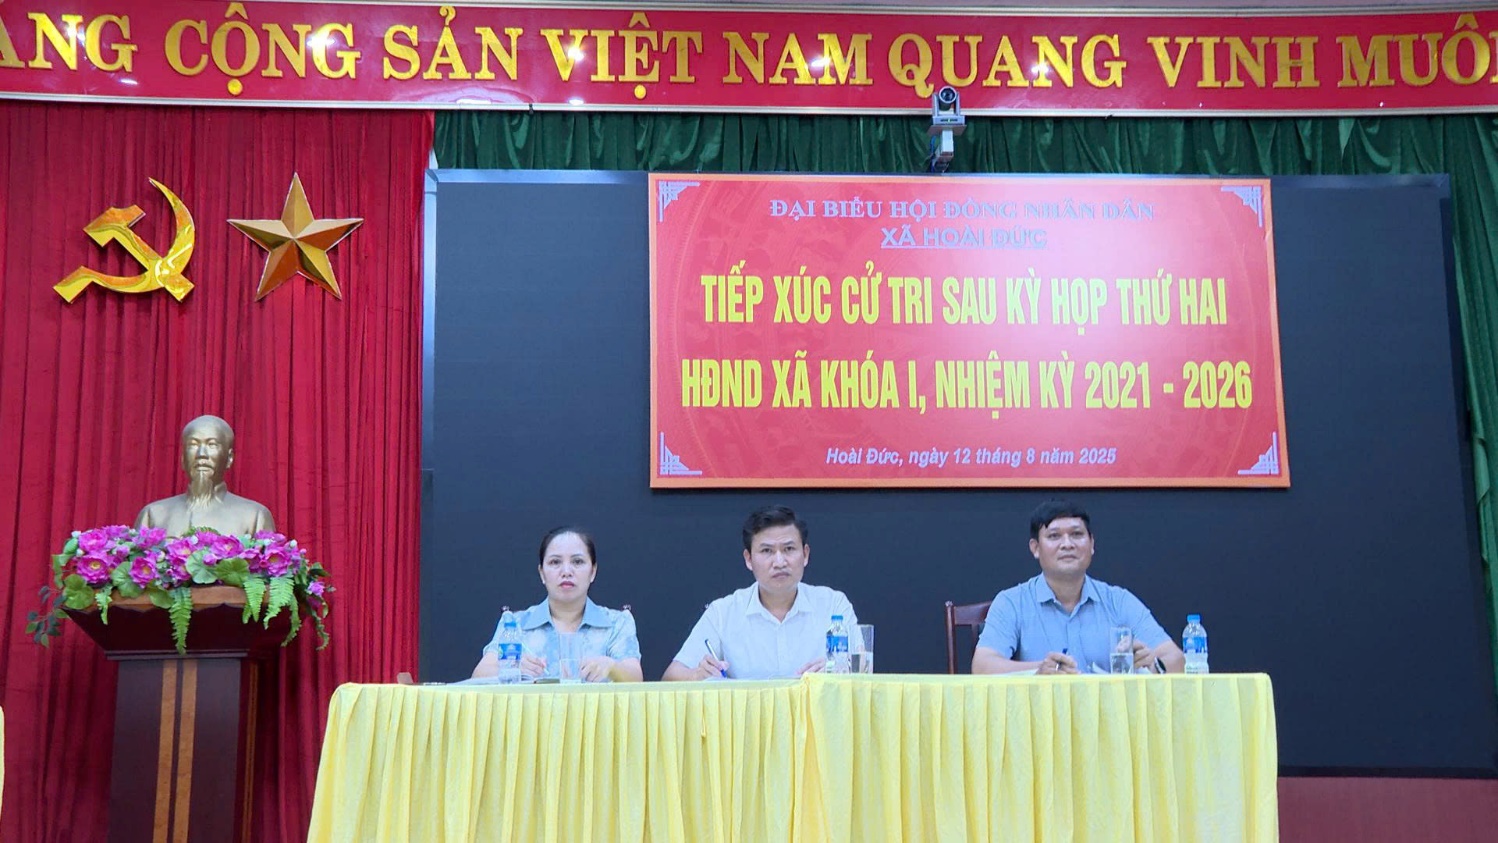 ẢNG CỘNG SẢN VIỆT NAM QUANG VINH MUÔ
ĐẠI BIỂU HỘI ĐỒNG NHÂN DÂN
XÃ HOÀI ĐỨC
TIẾP XÚC CỬ TRI SAU KỲ HỌP THỨ HAI
HĐND XÃ KHÓA I, NHIỆM KỲ 2021 - 2026
Hoài Đức, ngày 12 tháng 8 năm 2025